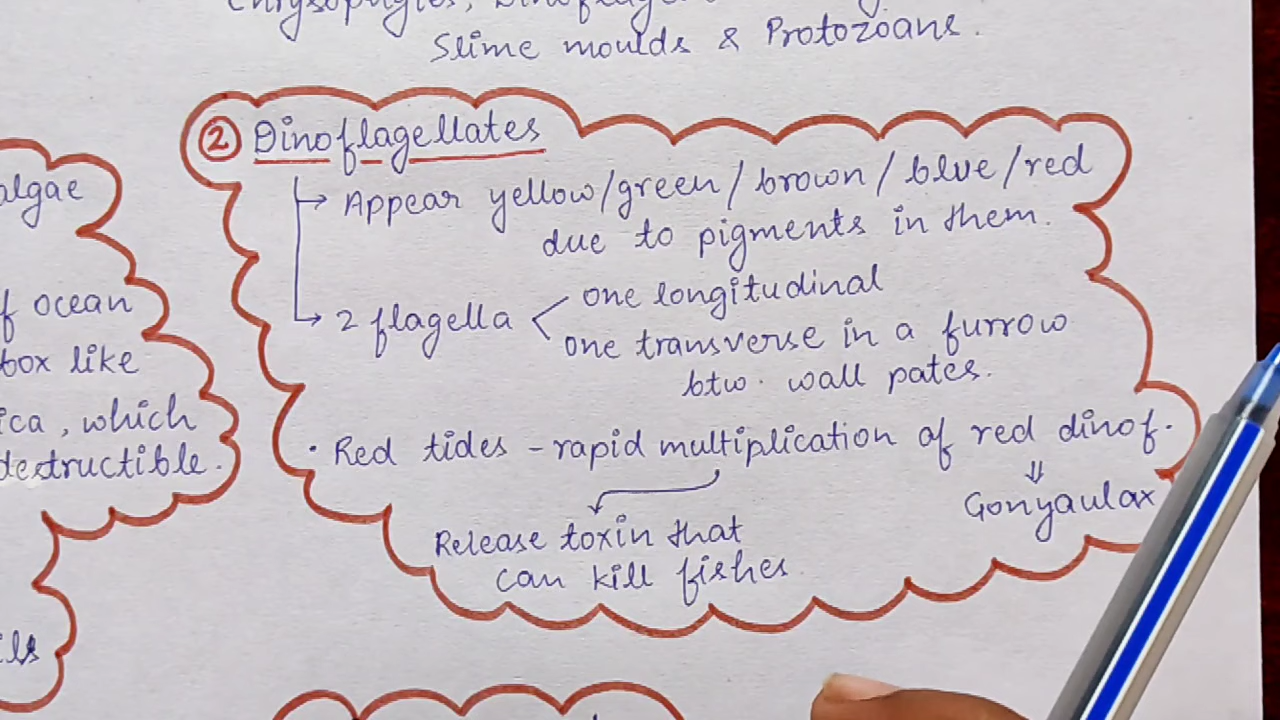 Slime moulds & Protozoans.
② Dinoflagellates
→ Appear yellow/green/brown/blue/red
due to pigments in them.
→ 2 flagella < one longitudinal
one transverse in a furrow
btw. wall pates.
· Red tides - rapid multiplication of red dinof.
⇓
Gonyaulax
Release toxin that
can kill fishes
algae
f ocean
box like
ica, which
destructible.